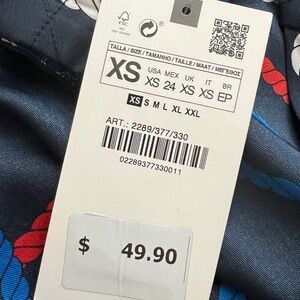 FSC
TALLA / SIZE / TAMANHO / TAILLE / MAAT / ΜΕΓΕΘΟΣ
XS
USA MEX UK IT BR
XS 24 XS XS EP
XS S M L XL XXL
ART.: 2289/377/330
02289377330011
$ 49.90